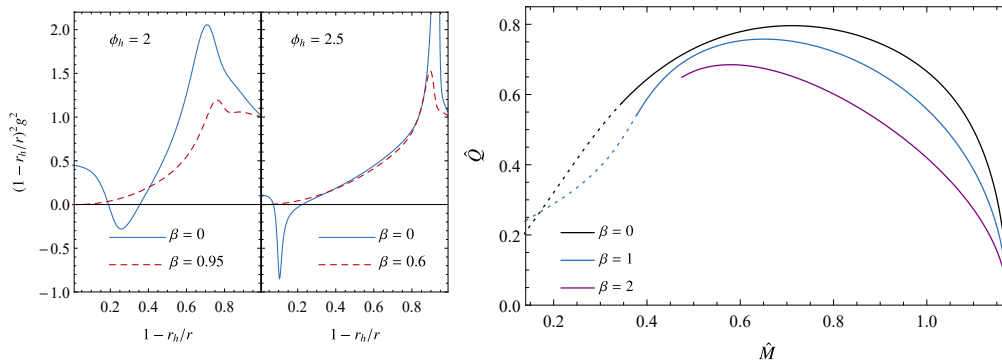 ϕ_h = 2
ϕ_h = 2.5
(1 − r_h/r)² g²
2.0
1.5
1.0
0.5
0.0
−0.5
−1.0
β = 0
β = 0.95
β = 0
β = 0.6
0.2 0.4 0.6 0.8
0.2 0.4 0.6 0.8
1 − r_h/r
1 − r_h/r
Q̂
0.8
0.6
0.4
0.2
0.0
β = 0
β = 1
β = 2
0.2 0.4 0.6 0.8 1.0
M̂